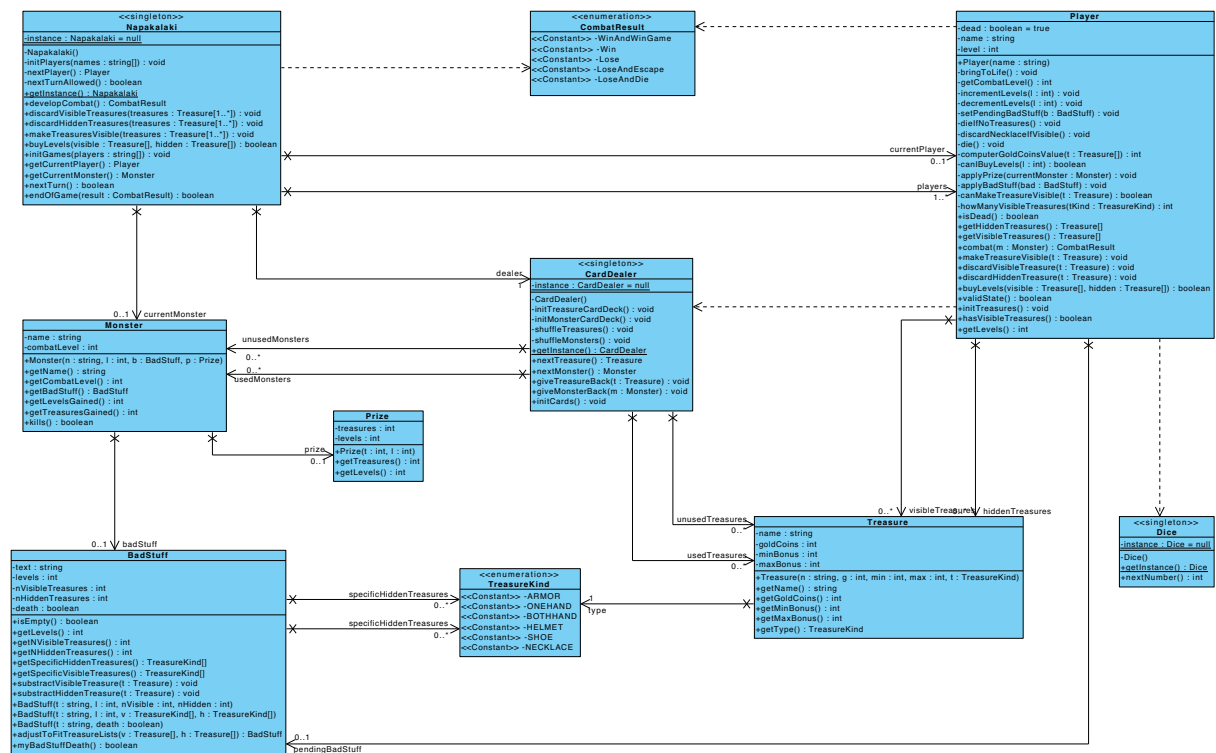 <<singleton>>
Napakalaki
-instance : Napakalaki = null
-Napakalaki()
-initPlayers(names : string[]) : void
-nextPlayer() : Player
-nextTurnAllowed() : boolean
+getInstance() : Napakalaki
+developCombat() : CombatResult
+discardVisibleTreasures(treasures : Treasure[1..*]) : void
+discardHiddenTreasures(treasures : Treasure[1..*]) : void
+makeTreasuresVisible(treasures : Treasure[1..*]) : void
+buyLevels(visible : Treasure[], hidden : Treasure[]) : boolean
+initGames(players : string[]) : void
+getCurrentPlayer() : Player
+getCurrentMonster() : Monster
+nextTurn() : boolean
+endOfGame(result : CombatResult) : boolean
<<enumeration>>
CombatResult
<<Constant>> -WinAndWinGame
<<Constant>> -Win
<<Constant>> -Lose
<<Constant>> -LoseAndEscape
<<Constant>> -LoseAndDie
Player
-dead : boolean = true
-name : string
-level : int
+Player(name : string)
-bringToLife() : void
-getCombatLevel() : int
-incrementLevels(l : int) : void
-decrementLevels(l : int) : void
-setPendingBadStuff(b : BadStuff) : void
-dieIfNoTreasures() : void
-discardNecklaceIfVisible() : void
-die() : void
-computerGoldCoinsValue(t : Treasure[]) : int
-canIBuyLevels(l : int) : boolean
-applyPrize(currentMonster : Monster) : void
-applyBadStuff(bad : BadStuff) : void
-canMakeTreasureVisible(t : Treasure) : boolean
-howManyVisibleTreasures(tKind : TreasureKind) : int
+isDead() : boolean
+getHiddenTreasures() : Treasure[]
+getVisibleTreasures() : Treasure[]
+combat(m : Monster) : CombatResult
+makeTreasureVisible(t : Treasure) : void
+discardVisibleTreasure(t : Treasure) : void
+discardHiddenTreasure(t : Treasure) : void
+buyLevels(visible : Treasure[], hidden : Treasure[]) : boolean
+validState() : boolean
+initTreasures() : void
+hasVisibleTreasures() : boolean
+getLevels() : int
currentPlayer
0..1
players
1..*
dealer
1
0..1 currentMonster
<<singleton>>
CardDealer
-instance : CardDealer = null
-CardDealer()
-initTreasureCardDeck() : void
-initMonsterCardDeck() : void
-shuffleTreasures() : void
-shuffleMonsters() : void
+getInstance() : CardDealer
+nextTreasure() : Treasure
+nextMonster() : Monster
+giveTreasureBack(t : Treasure) : void
+giveMonsterBack(m : Monster) : void
+initCards() : void
Monster
-name : string
-combatLevel : int
+Monster(n : string, l : int, b : BadStuff, p : Prize)
+getName() : string
+getCombatLevel() : int
+getBadStuff() : BadStuff
+getLevelsGained() : int
+getTreasuresGained() : int
+kills() : boolean
unusedMonsters
0..*
0..*
usedMonsters
Prize
-treasures : int
-levels : int
+Prize(t : int, l : int)
+getTreasures() : int
+getLevels() : int
prize
0..1
0..1 badStuff
unusedTreasures
0..*
usedTreasures
0..*
0..* visibleTreasures
0..* hiddenTreasures
Treasure
-name : string
-goldCoins : int
-minBonus : int
-maxBonus : int
+Treasure(n : string, g : int, min : int, max : int, t : TreasureKind)
+getName() : string
+getGoldCoins() : int
+getMinBonus() : int
+getMaxBonus() : int
+getType() : TreasureKind
<<singleton>>
Dice
-instance : Dice = null
-Dice()
+getInstance() : Dice
+nextNumber() : int
BadStuff
-text : string
-levels : int
-nVisibleTreasures : int
-nHiddenTreasures : int
-death : boolean
+isEmpty() : boolean
+getLevels() : int
+getNVisibleTreasures() : int
+getNHiddenTreasures() : int
+getSpecificHiddenTreasures() : TreasureKind[]
+getSpecificVisibleTreasures() : TreasureKind[]
+substractVisibleTreasure(t : Treasure) : void
+substractHiddenTreasure(t : Treasure) : void
+BadStuff(t : string, l : int, nVisible : int, nHidden : int)
+BadStuff(t : string, l : int, v : TreasureKind[], h : TreasureKind[])
+BadStuff(t : string, death : boolean)
+adjustToFitTreasureLists(v : Treasure[], h : Treasure[]) : BadStuff
+myBadStuffDeath() : boolean
specificHiddenTreasures
0..*
specificHiddenTreasures
0..*
<<enumeration>>
TreasureKind
<<Constant>> -ARMOR
<<Constant>> -ONEHAND
<<Constant>> -BOTHHAND
<<Constant>> -HELMET
<<Constant>> -SHOE
<<Constant>> -NECKLACE
1
type
0..1
pendingBadStuff